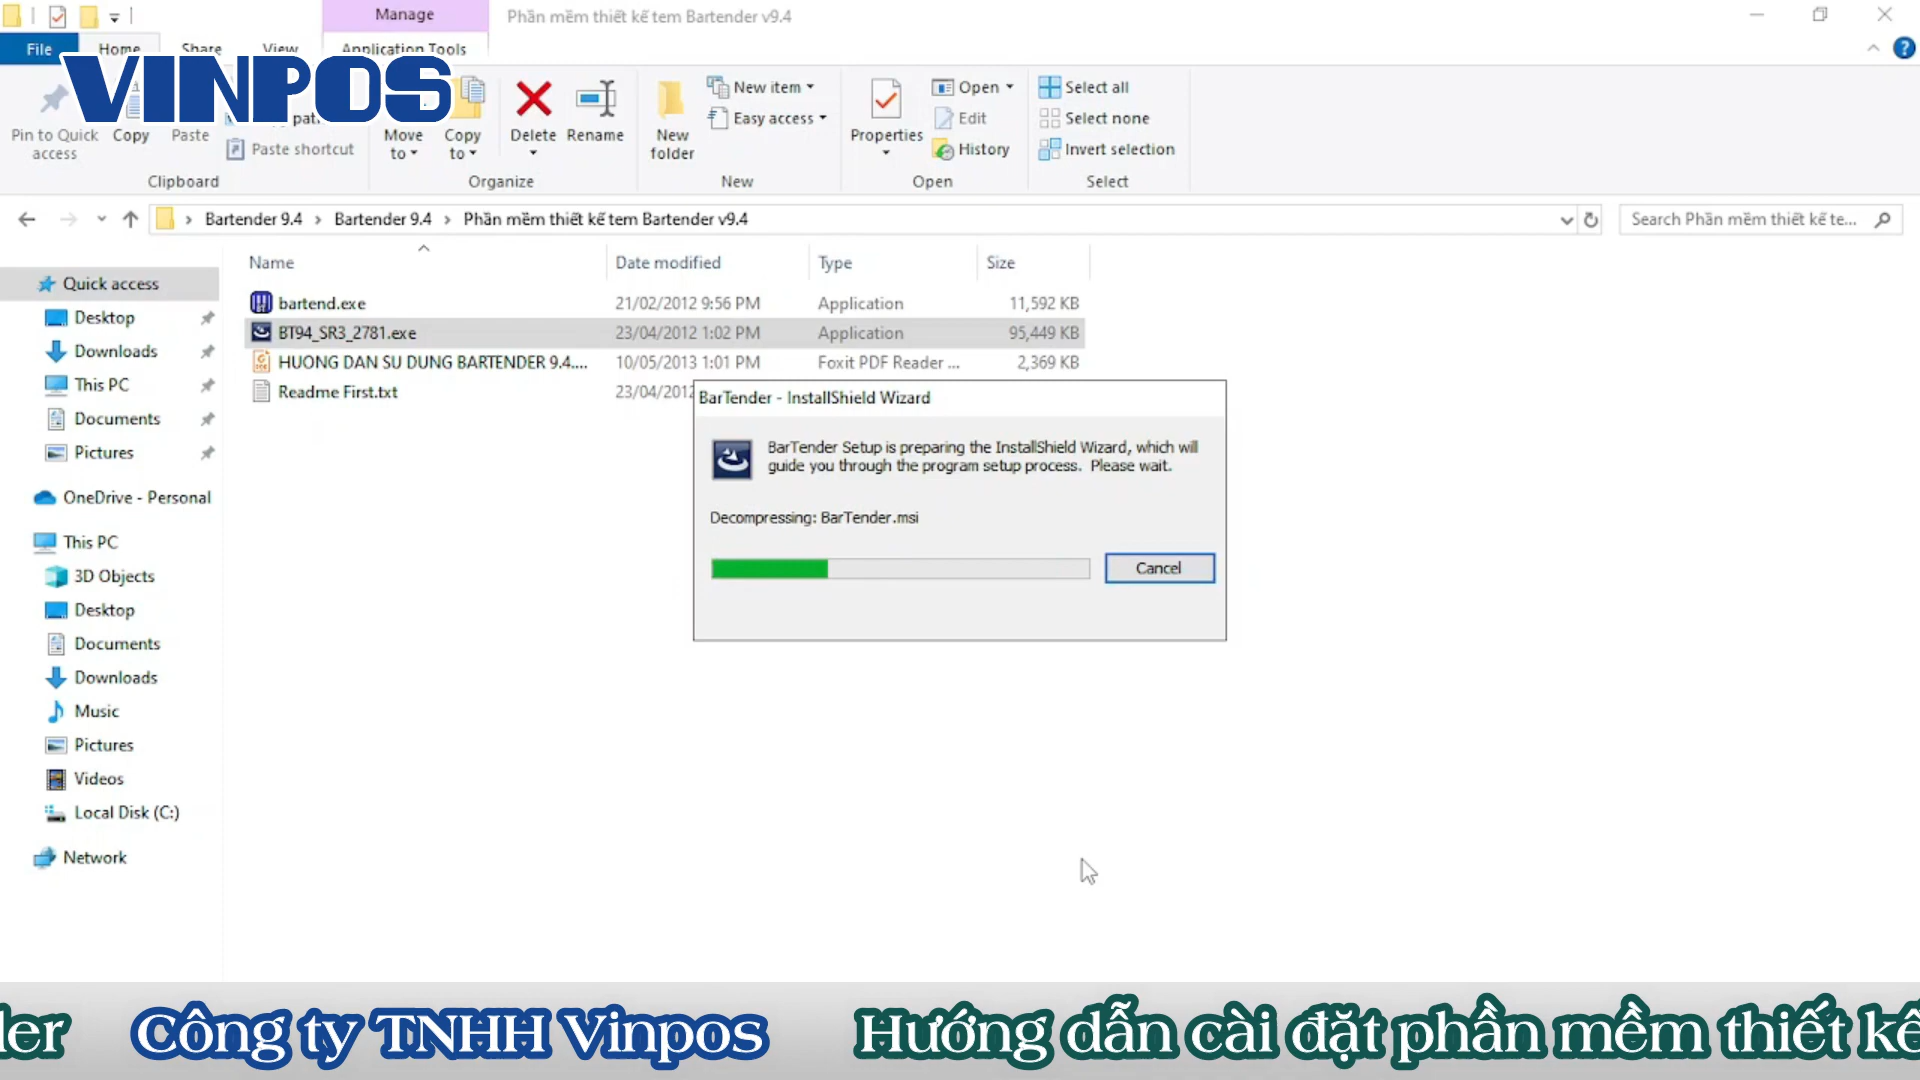 Manage
Phần mềm thiết kế tem Bartender v9.4
File
Home
Share
View
Application Tools
VINPOS
Pin to Quick access
Copy
Paste
Paste shortcut
Move to
Copy to
Delete
Rename
New folder
New item
Easy access
Properties
Open
Edit
History
Select all
Select none
Invert selection
Clipboard
Organize
New
Open
Select
Bartender 9.4 › Bartender 9.4 › Phần mềm thiết kế tem Bartender v9.4
Search Phần mềm thiết kế te...
Name Date modified Type Size
bartend.exe 21/02/2012 9:56 PM Application 11,592 KB
BT94_SR3_2781.exe 23/04/2012 1:02 PM Application 95,449 KB
HUONG DAN SU DUNG BARTENDER 9.4.... 10/05/2013 1:01 PM Foxit PDF Reader ... 2,369 KB
Readme First.txt 23/04/2012
Quick access
Desktop
Downloads
This PC
Documents
Pictures
OneDrive - Personal
This PC
3D Objects
Desktop
Documents
Downloads
Music
Pictures
Videos
Local Disk (C:)
Network
BarTender - InstallShield Wizard
BarTender Setup is preparing the InstallShield Wizard, which will
guide you through the program setup process. Please wait.
Decompressing: BarTender.msi
Cancel
der Công ty TNHH Vinpos Hướng dẫn cài đặt phần mềm thiết kế